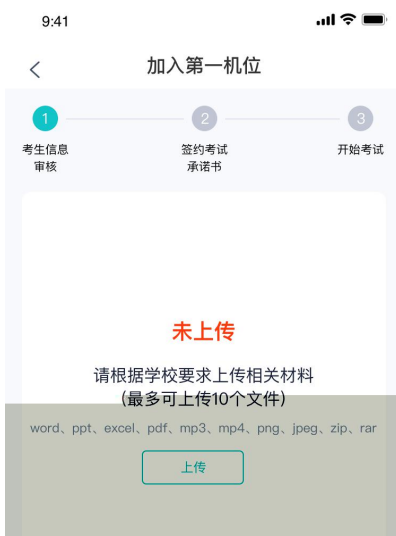 9:41
加入第一机位
1
2
3
考生信息
审核
签约考试
承诺书
开始考试
未上传
请根据学校要求上传相关材料
(最多可上传10个文件)
word、ppt、excel、pdf、mp3、mp4、png、jpeg、zip、rar
上传